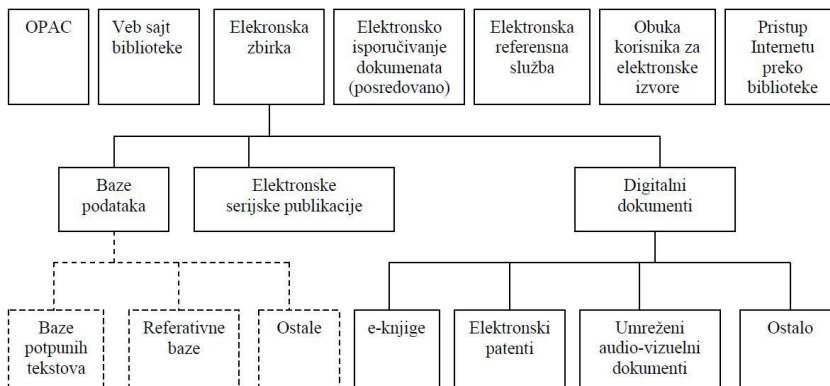 OPAC
Veb sajt
biblioteke
Elekronska
zbirka
Elektronsko
isporučivanje
dokumenata
(posredovano)
Elektronska
referensna
služba
Obuka
korisnika za
elektronske
izvore
Pristup
Internetu
preko
biblioteke
Baze
podataka
Elektronske
serijske publikacije
Digitalni
dokumenti
Baze
potpunih
tekstova
Referativne
baze
Ostale
e-knjige
Elektronski
patenti
Umreženi
audio-vizuelni
dokumenti
Ostalo